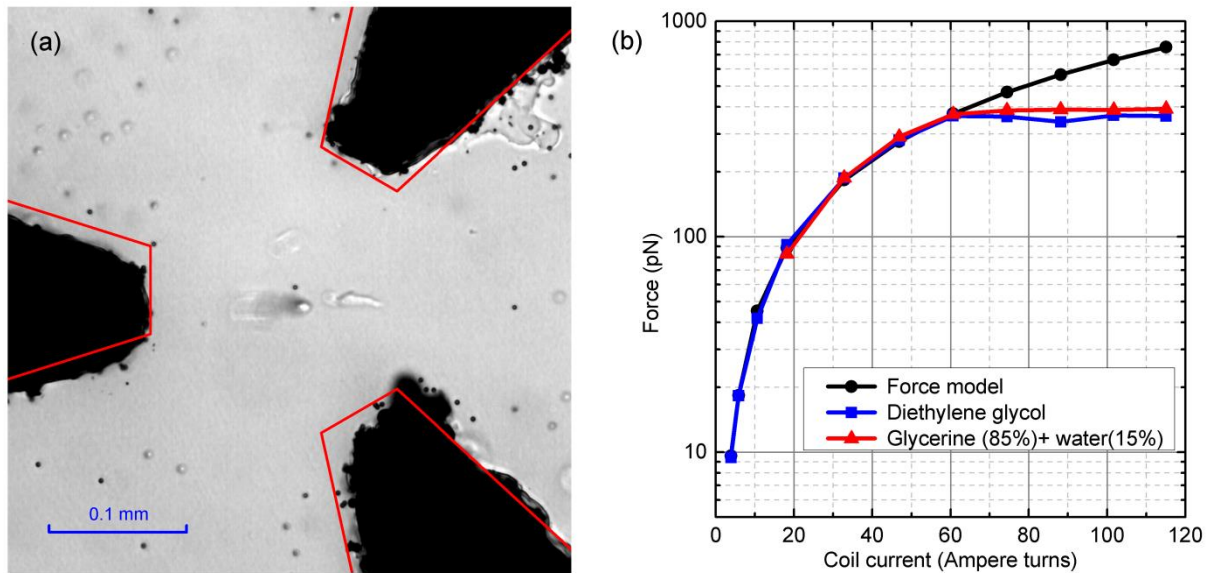 (a)
0.1 mm
(b)
1000
100
10
Force (pN)
Force model
Diethylene glycol
Glycerine (85%)+ water(15%)
0 20 40 60 80 100 120
Coil current (Ampere turns)